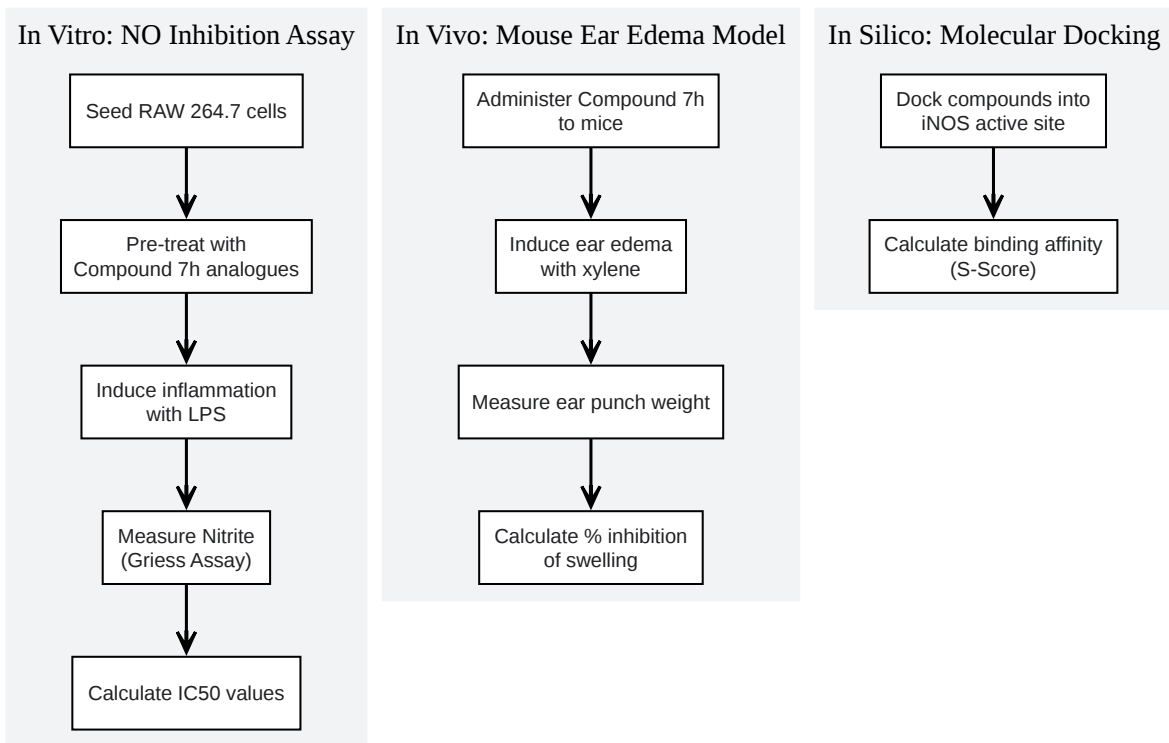 In Vitro: NO Inhibition Assay
Seed RAW 264.7 cells
Pre-treat with
Compound 7h analogues
Induce inflammation
with LPS
Measure Nitrite
(Griess Assay)
Calculate IC50 values
In Vivo: Mouse Ear Edema Model
Administer Compound 7h
to mice
Induce ear edema
with xylene
Measure ear punch weight
Calculate % inhibition
of swelling
In Silico: Molecular Docking
Dock compounds into
iNOS active site
Calculate binding affinity
(S-Score)